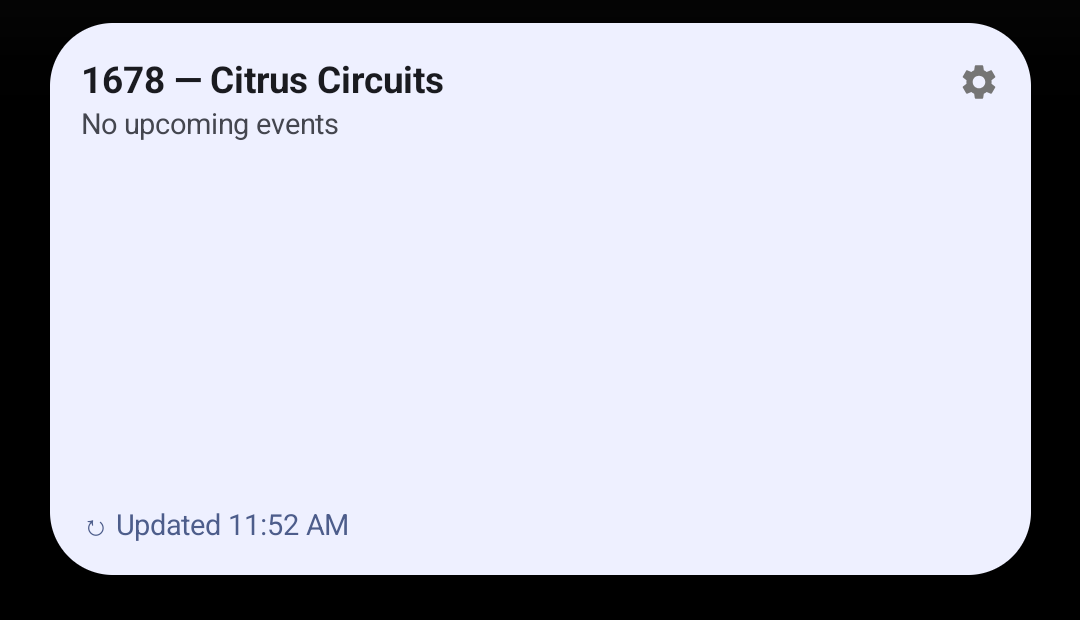 1678 — Citrus Circuits
No upcoming events
↻ Updated 11:52 AM